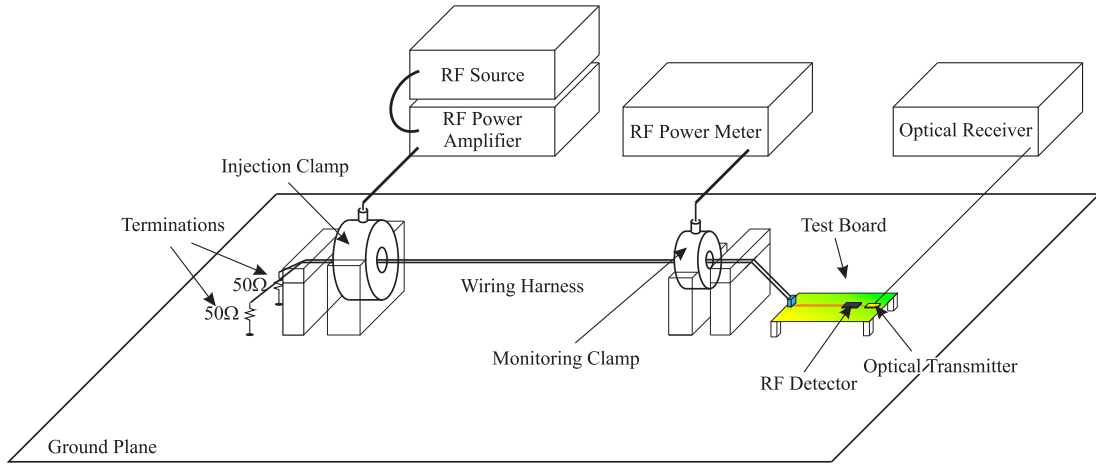 RF Source
RF Power
Amplifier
RF Power Meter
Optical Receiver
Injection Clamp
Terminations
Test Board
50Ω
50Ω
Wiring Harness
Monitoring Clamp
Optical Transmitter
RF Detector
Ground Plane